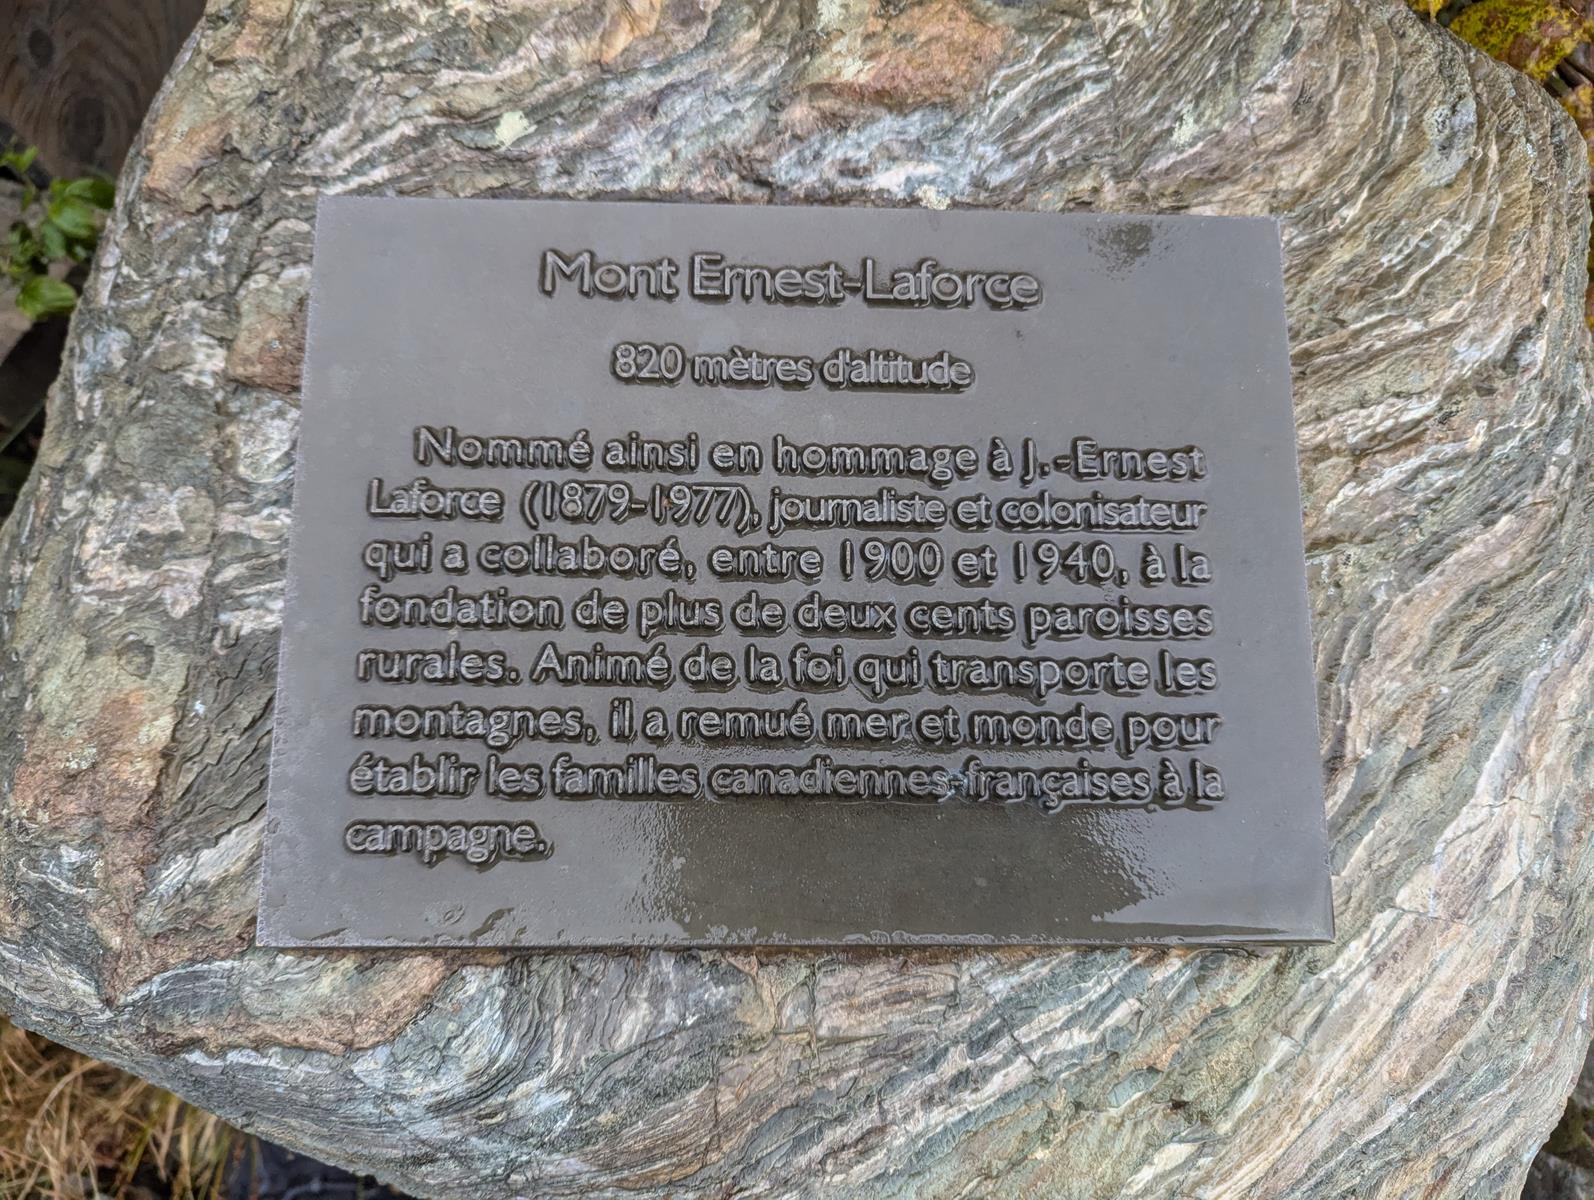 Mont Ernest-Laforce
820 mètres d'altitude
Nommé ainsi en hommage à J.-Ernest
Laforce (1879-1977), journaliste et colonisateur
qui a collaboré, entre 1900 et 1940, à la
fondation de plus de deux cents paroisses
rurales. Animé de la foi qui transporte les
montagnes, il a remué mer et monde pour
établir les familles canadiennes-françaises à la
campagne.